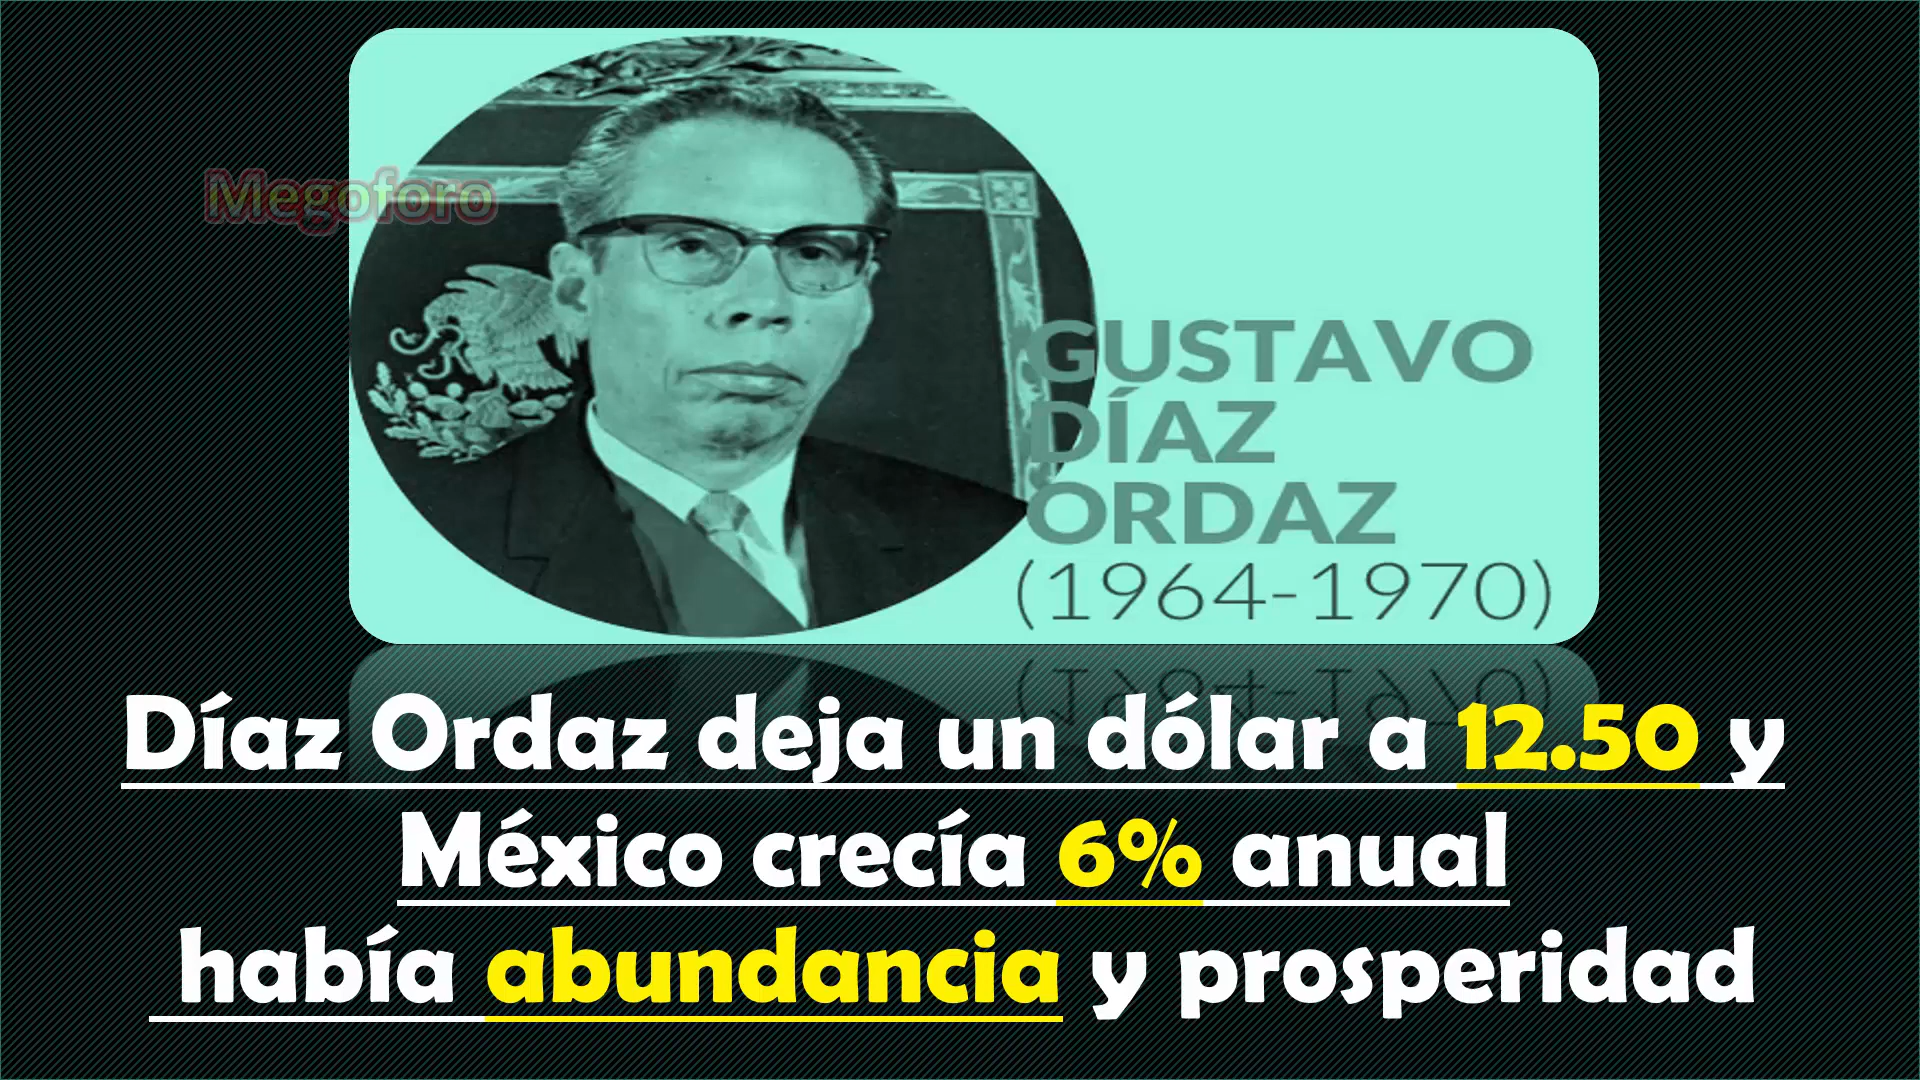 Megoforo
GUSTAVO
DÍAZ
ORDAZ
(1964-1970)
Díaz Ordaz deja un dólar a 12.50 y
México crecía 6% anual
había abundancia y prosperidad